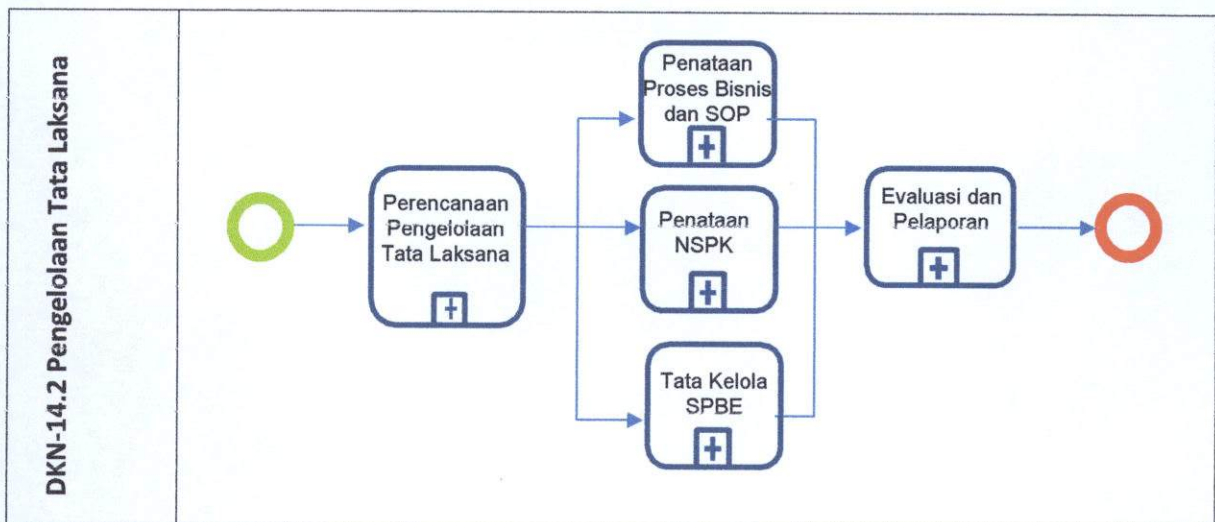 DKN-14.2 Pengelolaan Tata Laksana
Perencanaan
Pengelolaan
Tata Laksana
Penataan
Proses Bisnis
dan SOP
Penataan
NSPK
Tata Kelola
SPBE
Evaluasi dan
Pelaporan